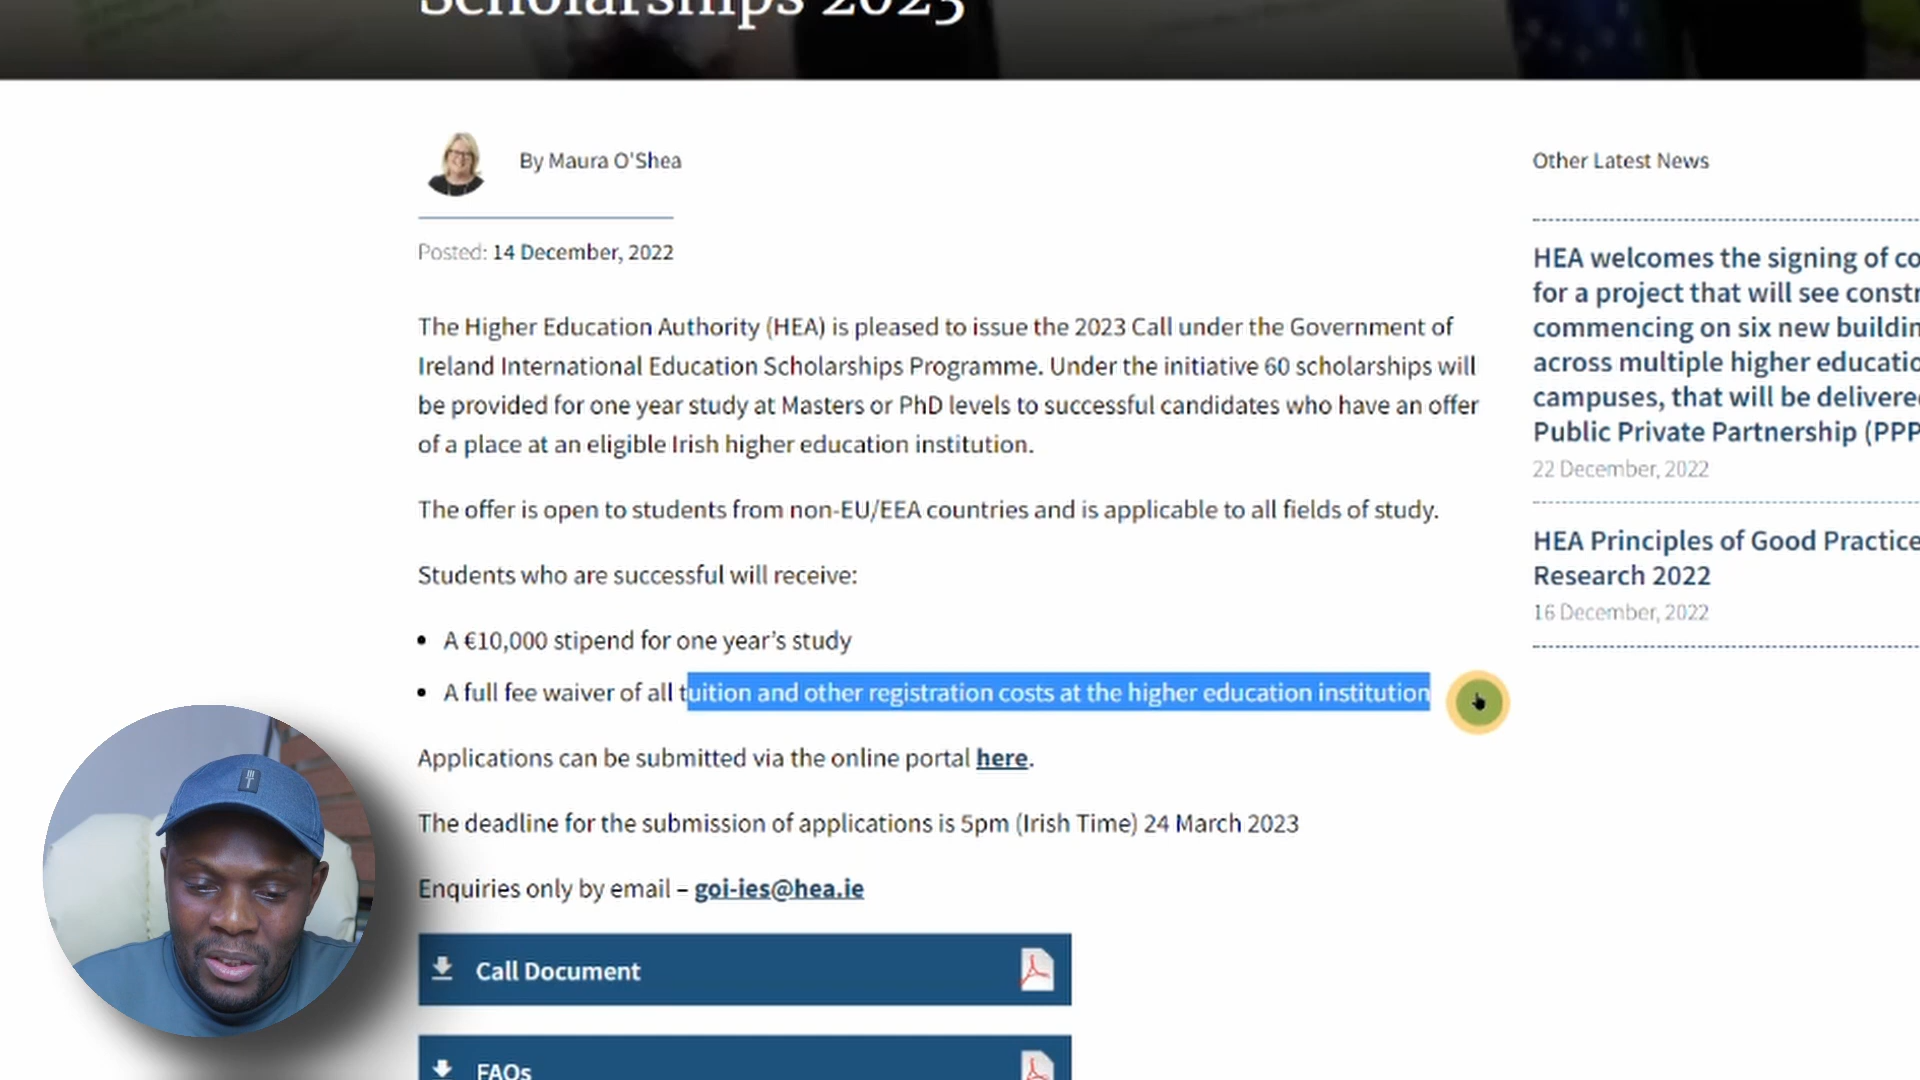 Scholarships 2023
By Maura O'Shea
Posted: 14 December, 2022
The Higher Education Authority (HEA) is pleased to issue the 2023 Call under the Government of
Ireland International Education Scholarships Programme. Under the initiative 60 scholarships will
be provided for one year study at Masters or PhD levels to successful candidates who have an offer
of a place at an eligible Irish higher education institution.
The offer is open to students from non-EU/EEA countries and is applicable to all fields of study.
Students who are successful will receive:
• A €10,000 stipend for one year’s study
• A full fee waiver of all tuition and other registration costs at the higher education institution
Applications can be submitted via the online portal here.
The deadline for the submission of applications is 5pm (Irish Time) 24 March 2023
Enquiries only by email – goi-ies@hea.ie
Call Document
FAQs
Other Latest News
HEA welcomes the signing of co
for a project that will see constr
commencing on six new buildin
across multiple higher educatio
campuses, that will be delivere
Public Private Partnership (PPP
22 December, 2022
HEA Principles of Good Practice
Research 2022
16 December, 2022